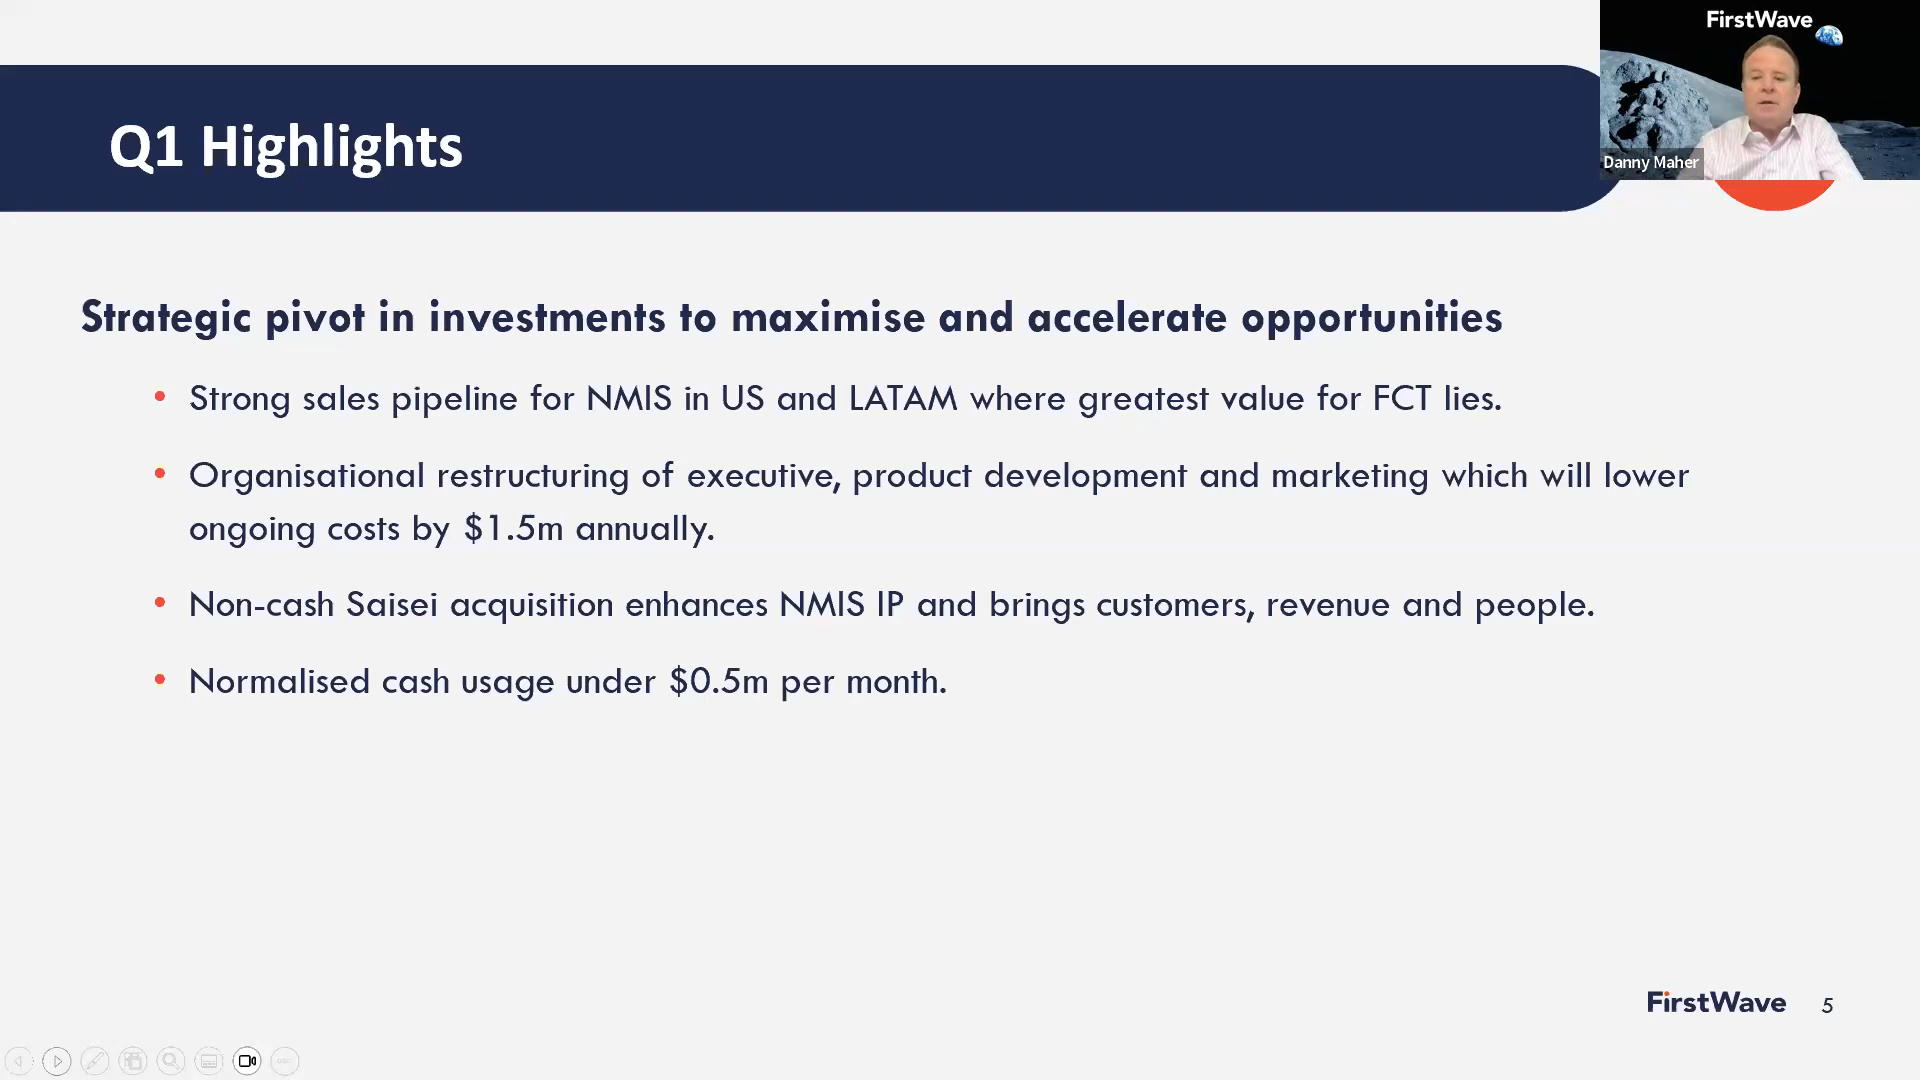 FirstWave
Danny Maher
Q1 Highlights
Strategic pivot in investments to maximise and accelerate opportunities
• Strong sales pipeline for NMIS in US and LATAM where greatest value for FCT lies.
• Organisational restructuring of executive, product development and marketing which will lower
ongoing costs by $1.5m annually.
• Non-cash Saisei acquisition enhances NMIS IP and brings customers, revenue and people.
• Normalised cash usage under $0.5m per month.
FirstWave 5